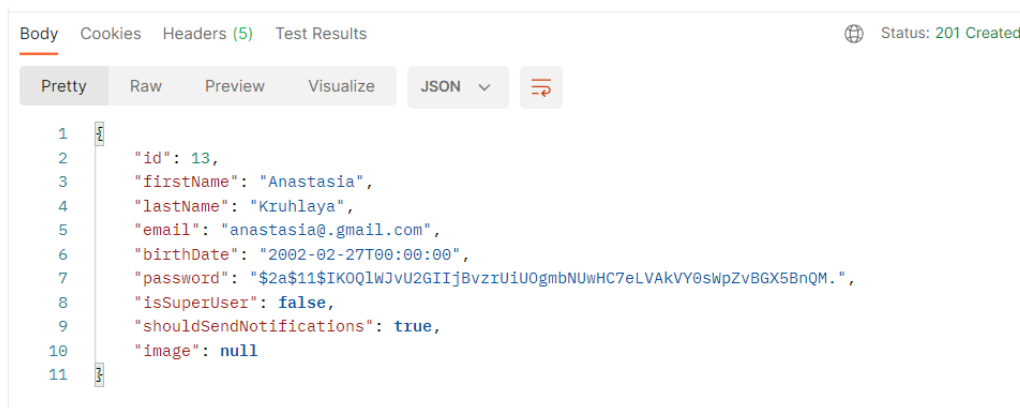 Body Cookies Headers (5) Test Results Status: 201 Created
Pretty Raw Preview Visualize JSON
1 {
2 "id": 13,
3 "firstName": "Anastasia",
4 "lastName": "Kruhlaya",
5 "email": "anastasia@.gmail.com",
6 "birthDate": "2002-02-27T00:00:00",
7 "password": "$2a$11$IKOQlWJvU2GIIjBvzrUiUOgmbNUwHC7eLVAkVY0sWpZvBGX5BnQM.",
8 "isSuperUser": false,
9 "shouldSendNotifications": true,
10 "image": null
11 }